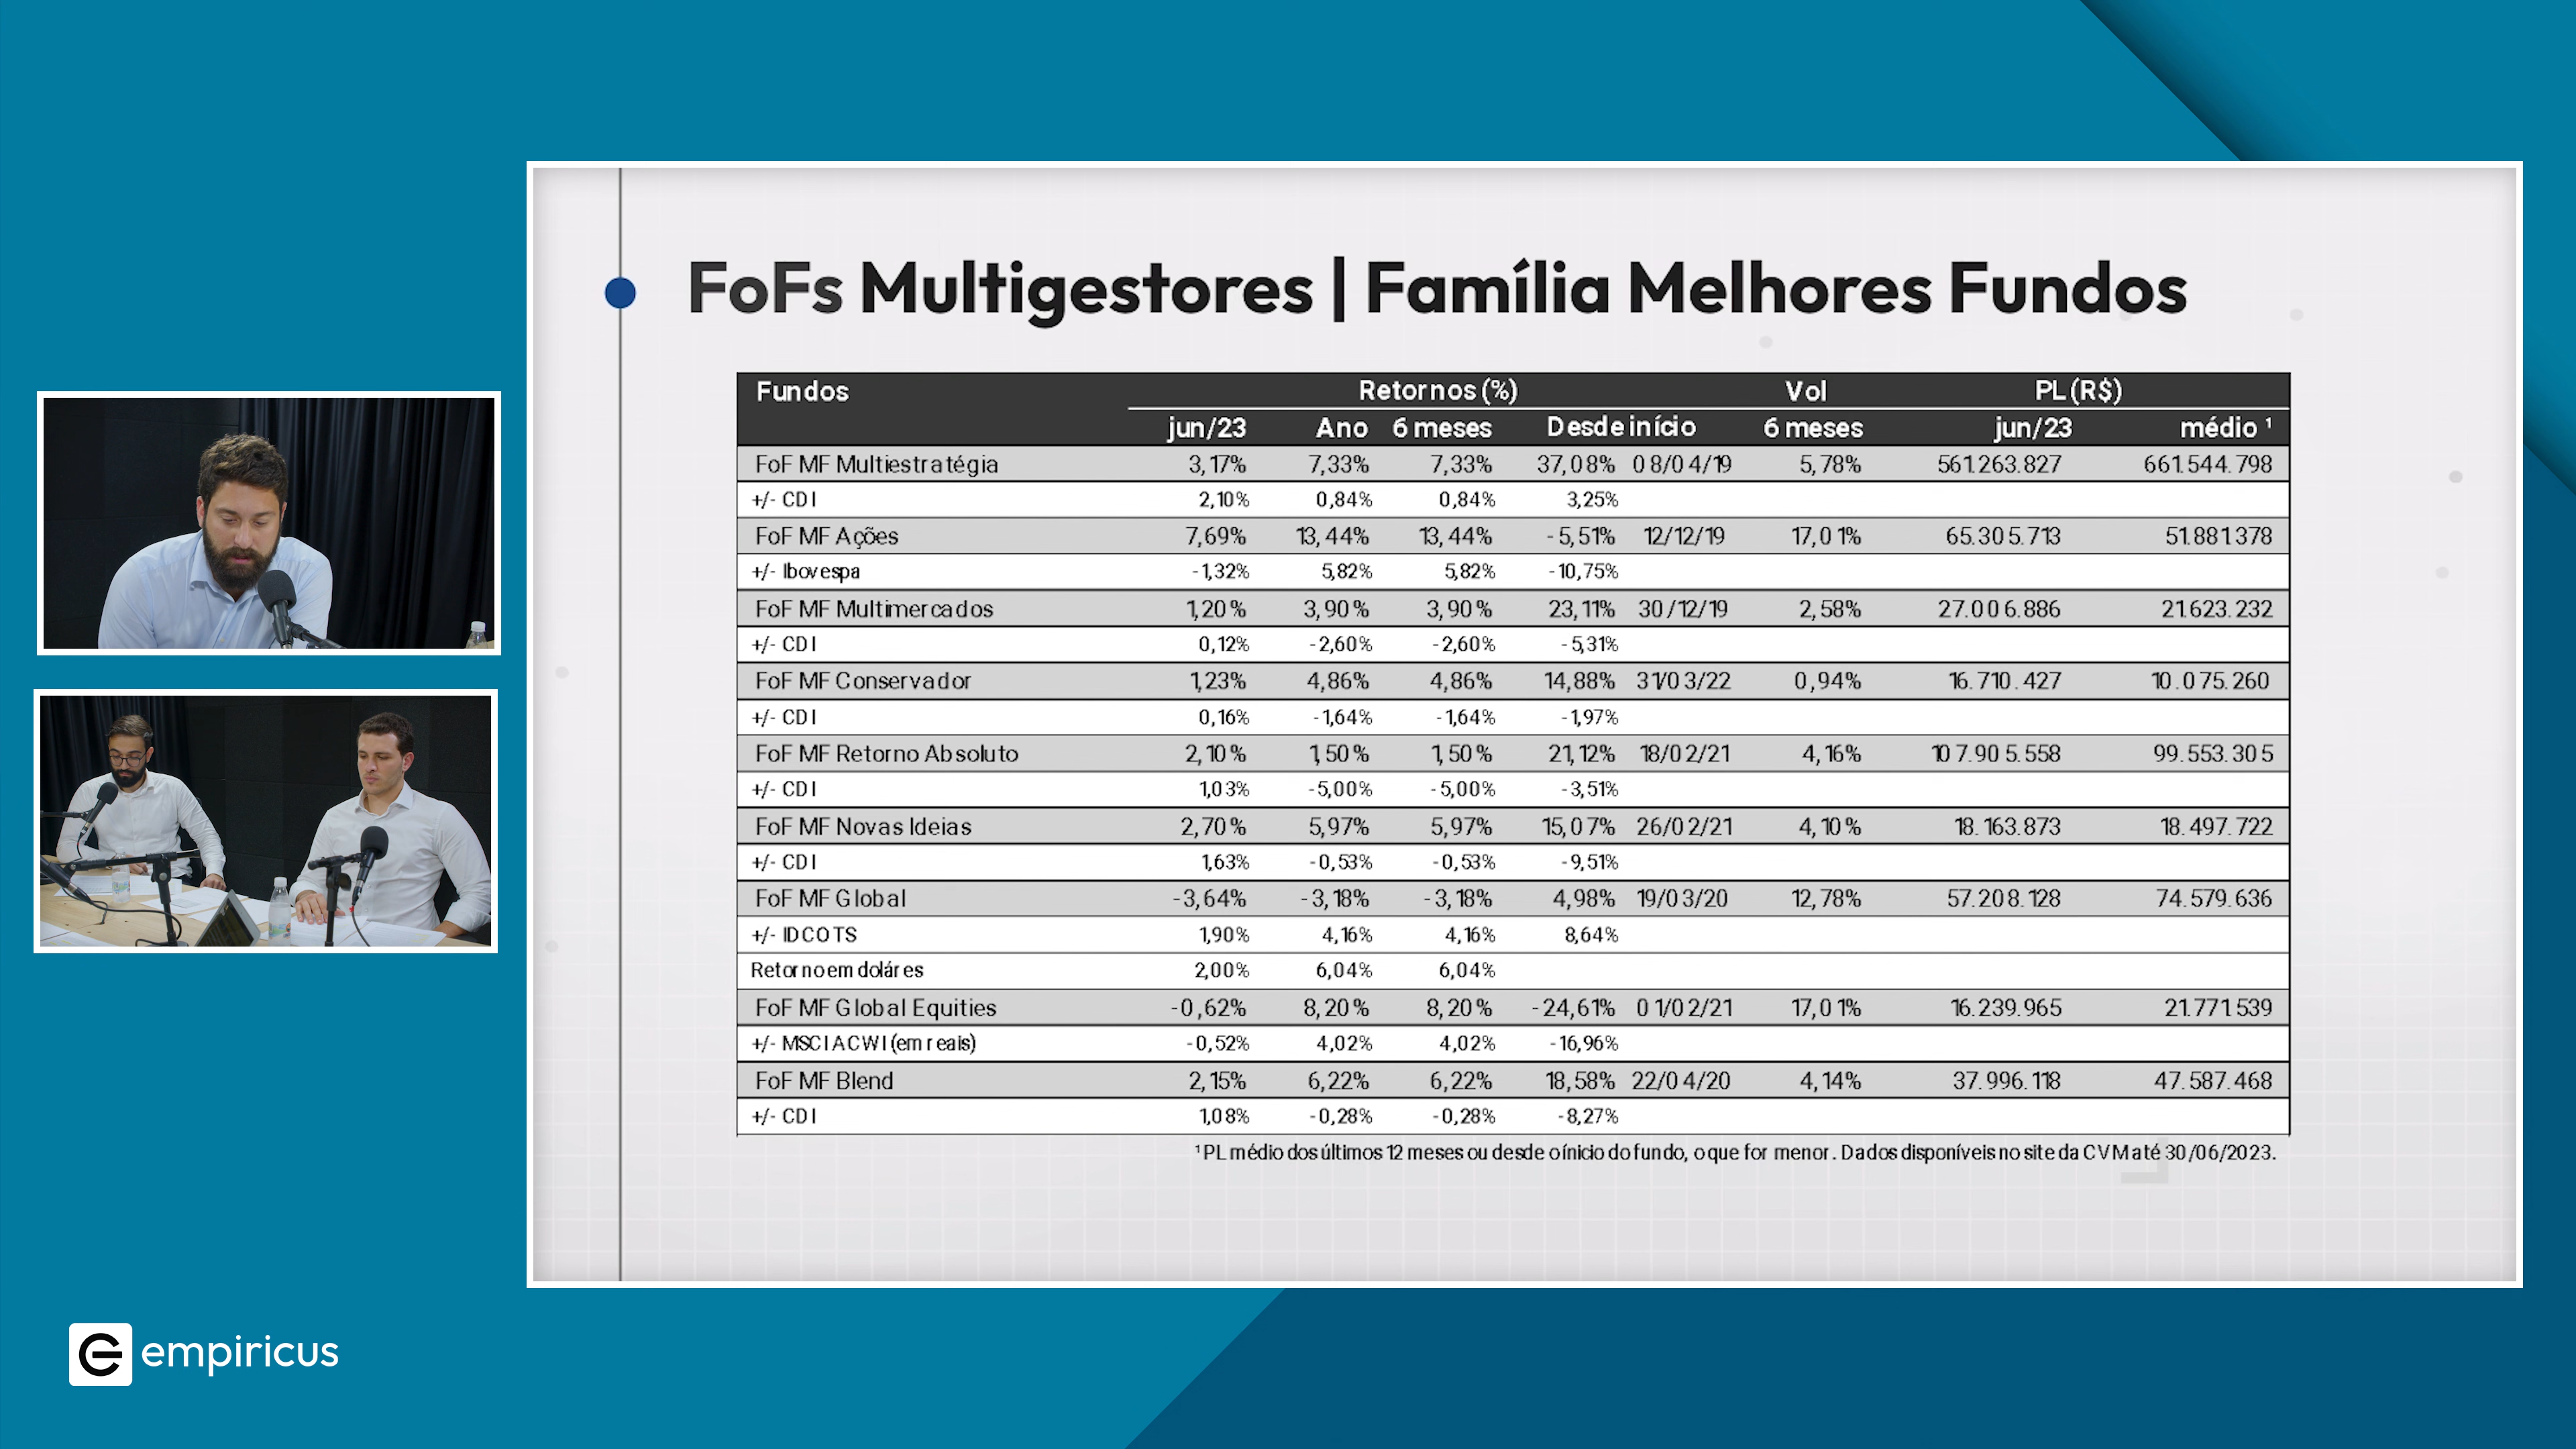 FoFs Multigestores | Família Melhores Fundos
Fundos Retornos (%) Vol PL (R$)
jun/23 Ano 6 meses Desde início 6 meses jun/23 médio ¹
FoF MF Multiestratégia 3,17% 7,33% 7,33% 37,08% 08/04/19 5,78% 561.263.827 661.544.798
+/- CDI 2,10% 0,84% 0,84% 3,25%
FoF MF Ações 7,69% 13,44% 13,44% -5,51% 12/12/19 17,01% 65.305.713 51.881.378
+/- Ibovespa -1,32% 5,82% 5,82% -10,75%
FoF MF Multimercados 1,20% 3,90% 3,90% 23,11% 30/12/19 2,58% 27.006.886 21.623.232
+/- CDI 0,12% -2,60% -2,60% -5,31%
FoF MF Conservador 1,23% 4,86% 4,86% 14,88% 31/03/22 0,94% 16.710.427 10.075.260
+/- CDI 0,16% -1,64% -1,64% -1,97%
FoF MF Retorno Absoluto 2,10% 1,50% 1,50% 21,12% 18/02/21 4,16% 107.905.558 99.553.305
+/- CDI 1,03% -5,00% -5,00% -3,51%
FoF MF Novas Ideias 2,70% 5,97% 5,97% 15,07% 26/02/21 4,10% 18.163.873 18.497.722
+/- CDI 1,63% -0,53% -0,53% -9,51%
FoF MF Global -3,64% -3,18% -3,18% 4,98% 19/03/20 12,78% 57.208.128 74.579.636
+/- IDCOTS 1,90% 4,16% 4,16% 8,64%
Retorno em doláres 2,00% 6,04% 6,04%
FoF MF Global Equities -0,62% 8,20% 8,20% -24,61% 01/02/21 17,01% 16.239.965 21.771.539
+/- MSCI ACWI (em reais) -0,52% 4,02% 4,02% -16,96%
FoF MF Blend 2,15% 6,22% 6,22% 18,58% 22/04/20 4,14% 37.996.118 47.587.468
+/- CDI 1,08% -0,28% -0,28% -8,27%
¹ PL médio dos últimos 12 meses ou desde o ínicio do fundo, o que for menor. Dados disponíveis no site da CVM até 30/06/2023.
empiricus